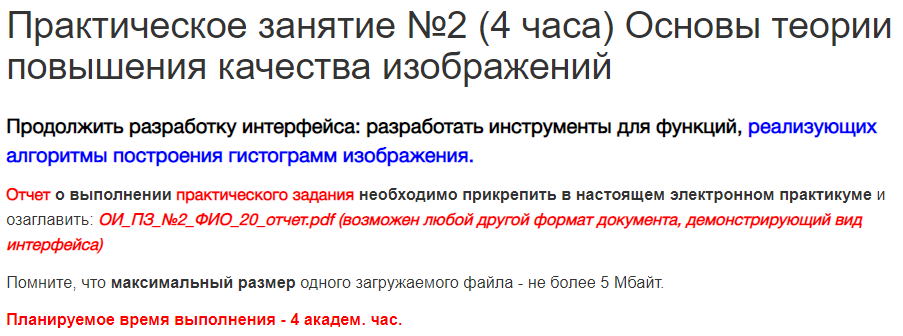 Практическое занятие №2 (4 часа) Основы теории
повышения качества изображений
Продолжить разработку интерфейса: разработать инструменты для функций, реализующих
алгоритмы построения гистограмм изображения.
Отчет о выполнении практического задания необходимо прикрепить в настоящем электронном практикуме и
озаглавить: ОИ_ПЗ_№2_ФИО_20_отчет.pdf (возможен любой другой формат документа, демонстрирующий вид
интерфейса)
Помните, что максимальный размер одного загружаемого файла - не более 5 Мбайт.
Планируемое время выполнения - 4 академ. час.